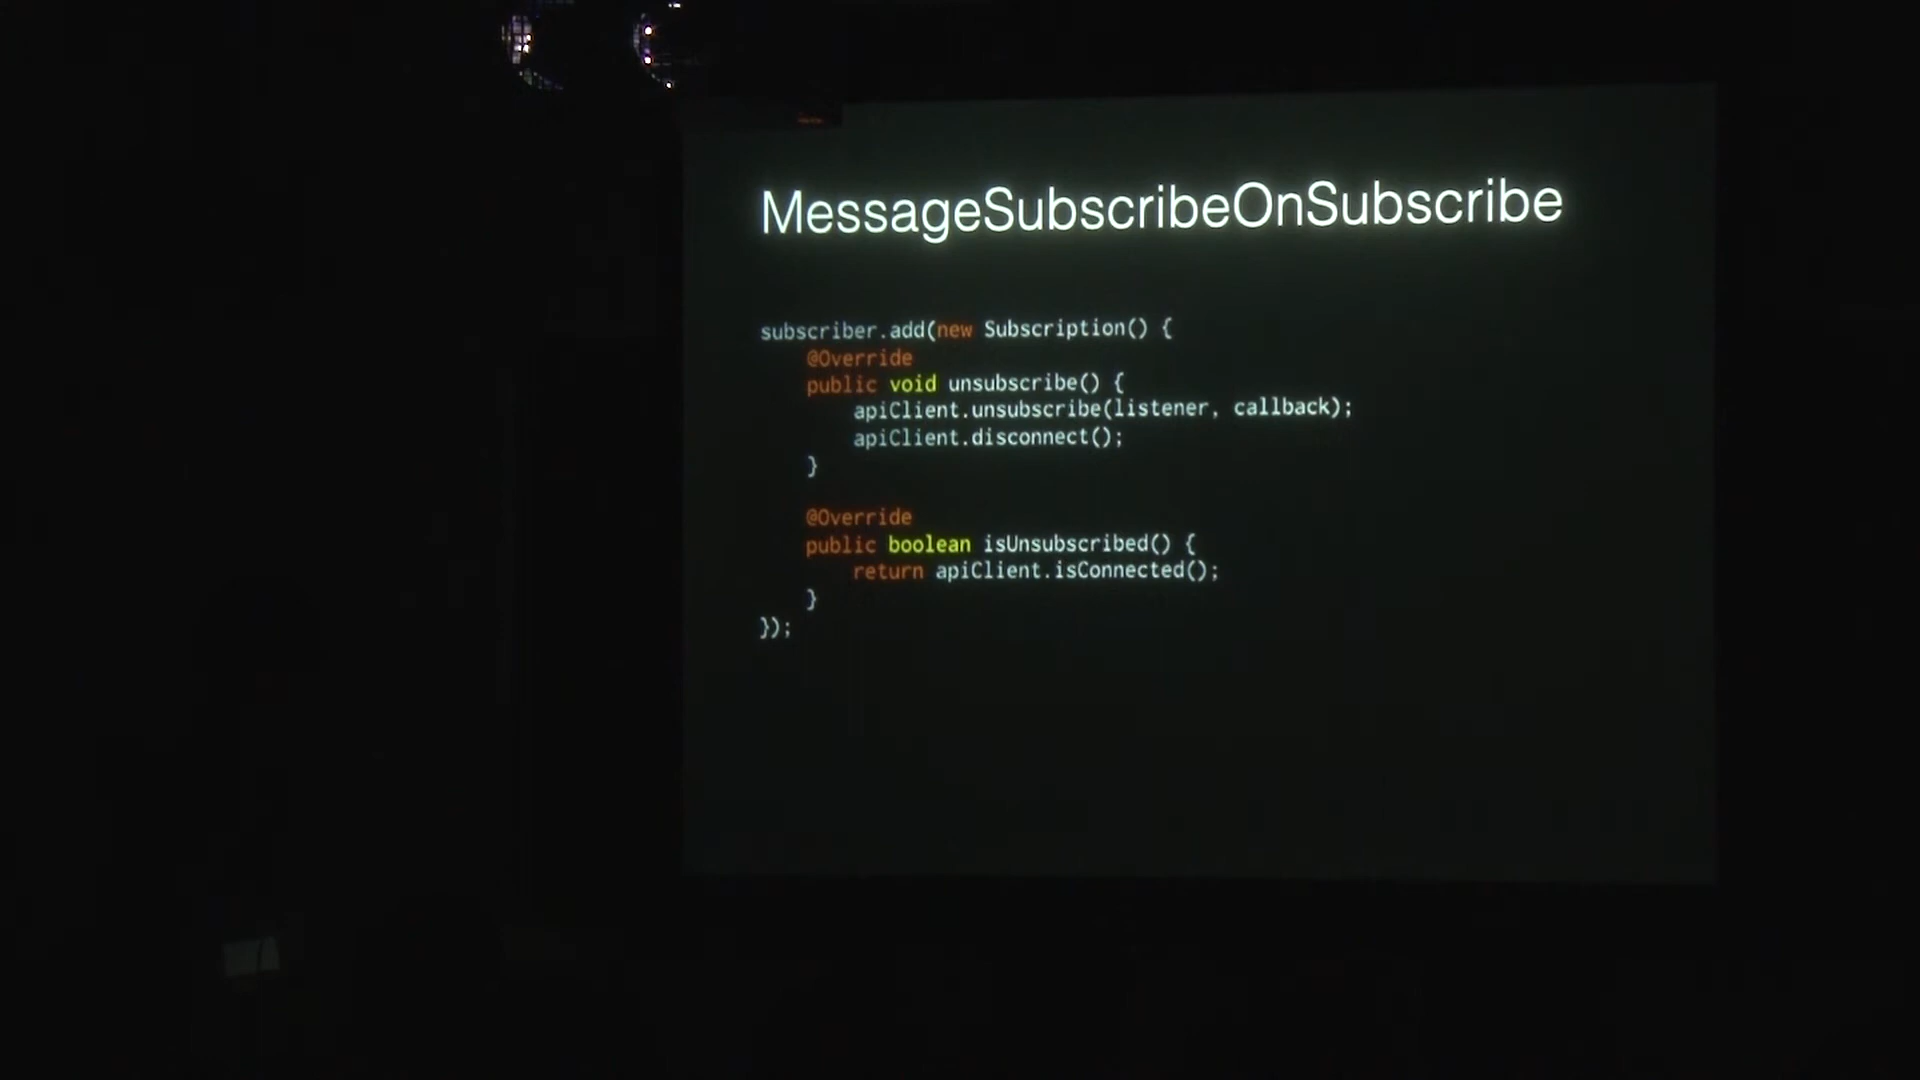 MessageSubscribeOnSubscribe
subscriber.add(new Subscription() {
@Override
public void unsubscribe() {
apiClient.unsubscribe(listener, callback);
apiClient.disconnect();
}
@Override
public boolean isUnsubscribed() {
return apiClient.isConnected();
}
});